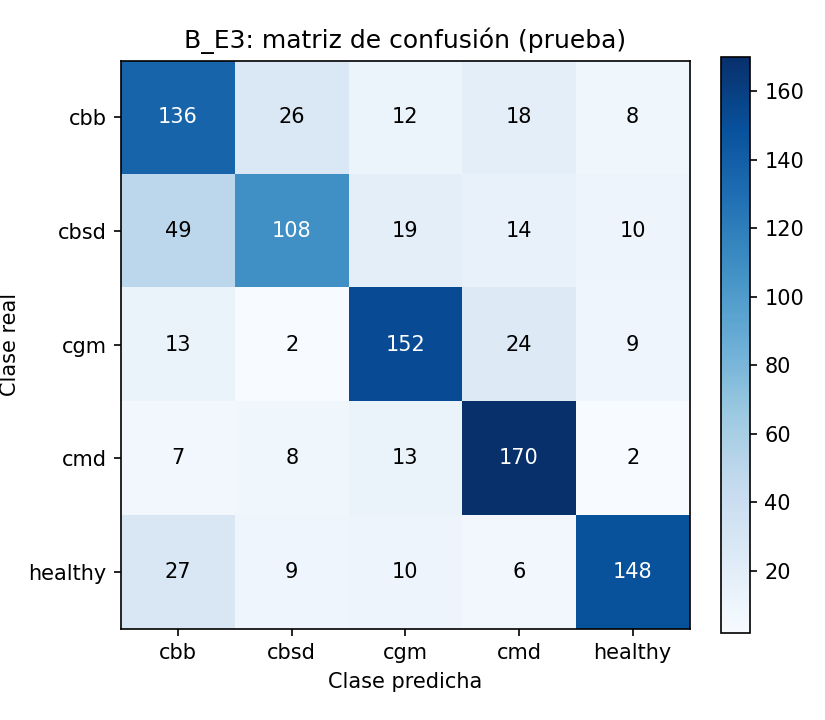 B_E3: matriz de confusión (prueba)
cbb 136 26 12 18 8
cbsd 49 108 19 14 10
cgm 13 2 152 24 9
cmd 7 8 13 170 2
healthy 27 9 10 6 148
cbb cbsd cgm cmd healthy
Clase predicha
Clase real
160
140
120
100
80
60
40
20